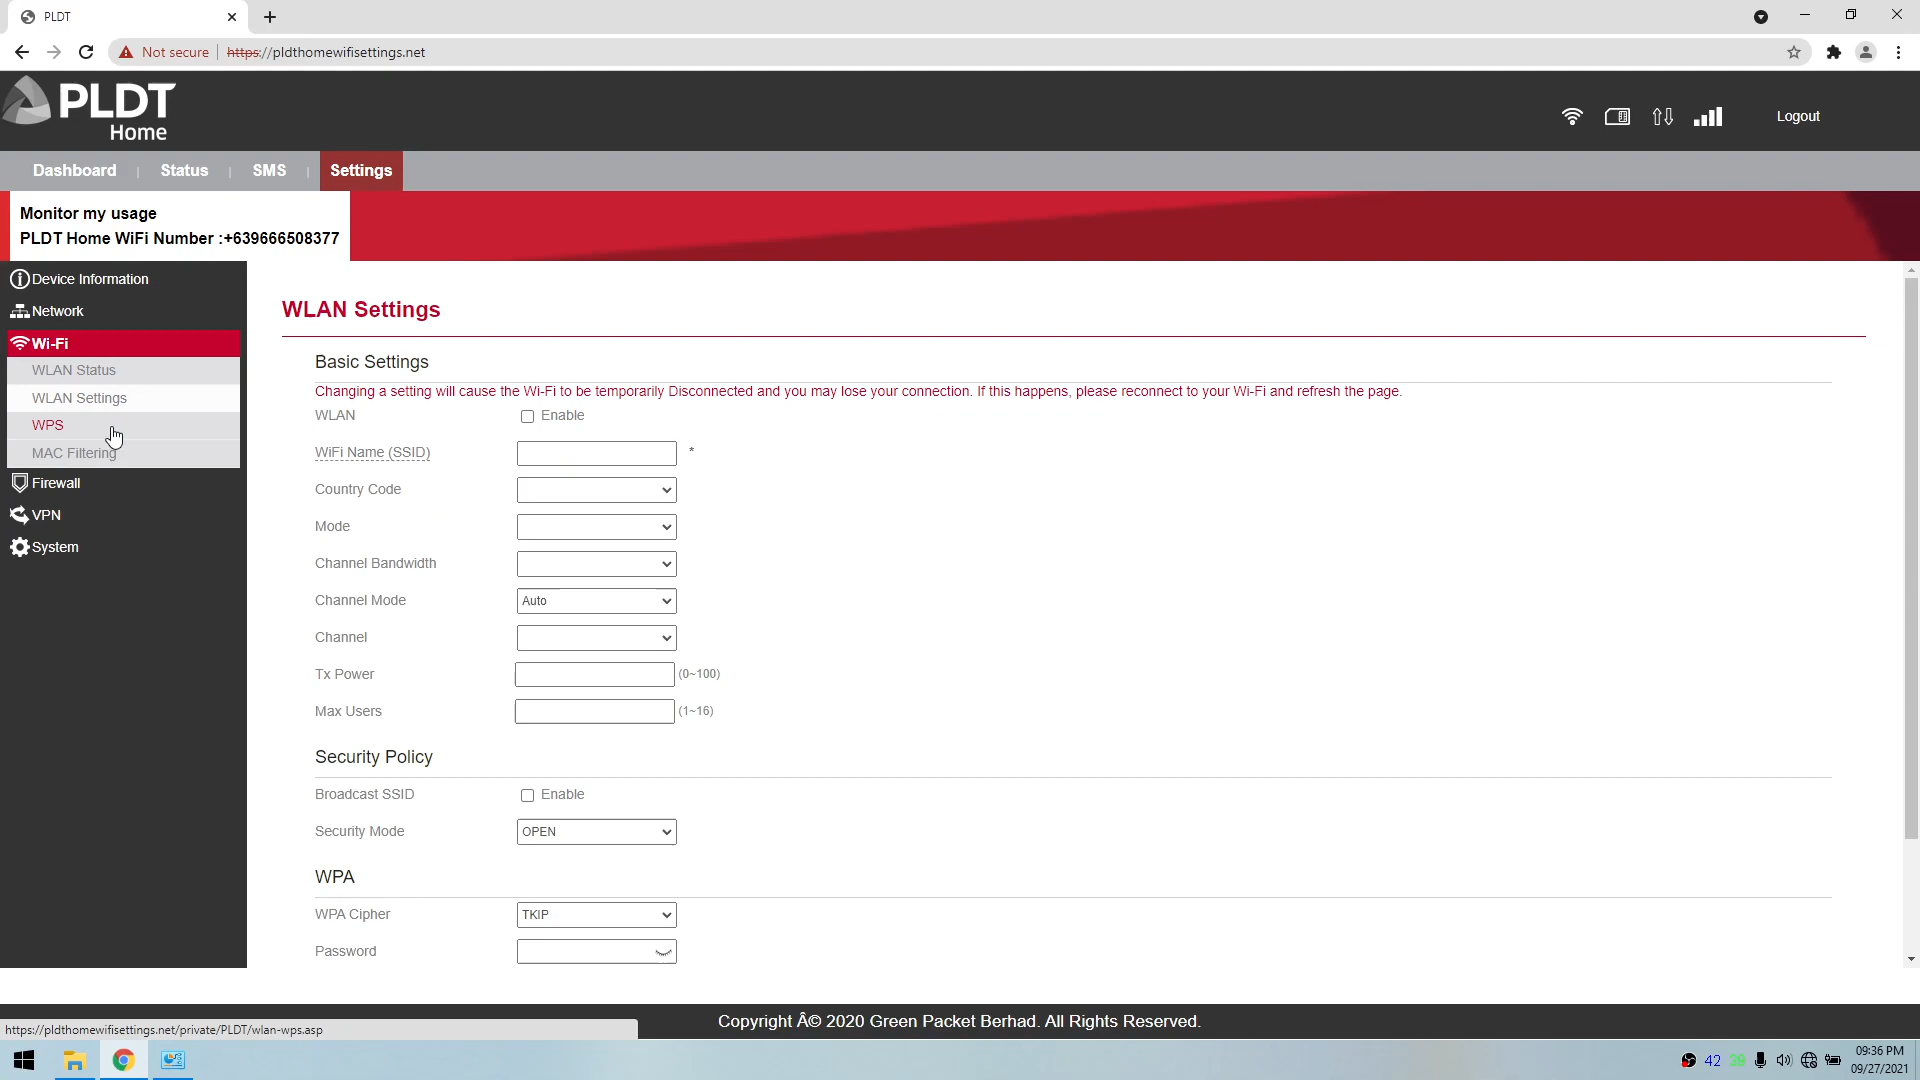 PLDT
Not secure
https://pldthomewifisettings.net
PLDT
Home
Logout
Dashboard | Status | SMS | Settings
Monitor my usage
PLDT Home WiFi Number :+639666508377
Device Information
Network
Wi-Fi
WLAN Status
WLAN Settings
WPS
MAC Filtering
Firewall
VPN
System
WLAN Settings
Basic Settings
Changing a setting will cause the Wi-Fi to be temporarily Disconnected and you may lose your connection. If this happens, please reconnect to your Wi-Fi and refresh the page.
WLAN Enable
WiFi Name (SSID) *
Country Code
Mode
Channel Bandwidth
Channel Mode Auto
Channel
Tx Power (0~100)
Max Users (1~16)
Security Policy
Broadcast SSID Enable
Security Mode OPEN
WPA
WPA Cipher TKIP
Password
Copyright Â© 2020 Green Packet Berhad. All Rights Reserved.
https://pldthomewifisettings.net/private/PLDT/wlan-wps.asp
42
09:36 PM
09/27/2021